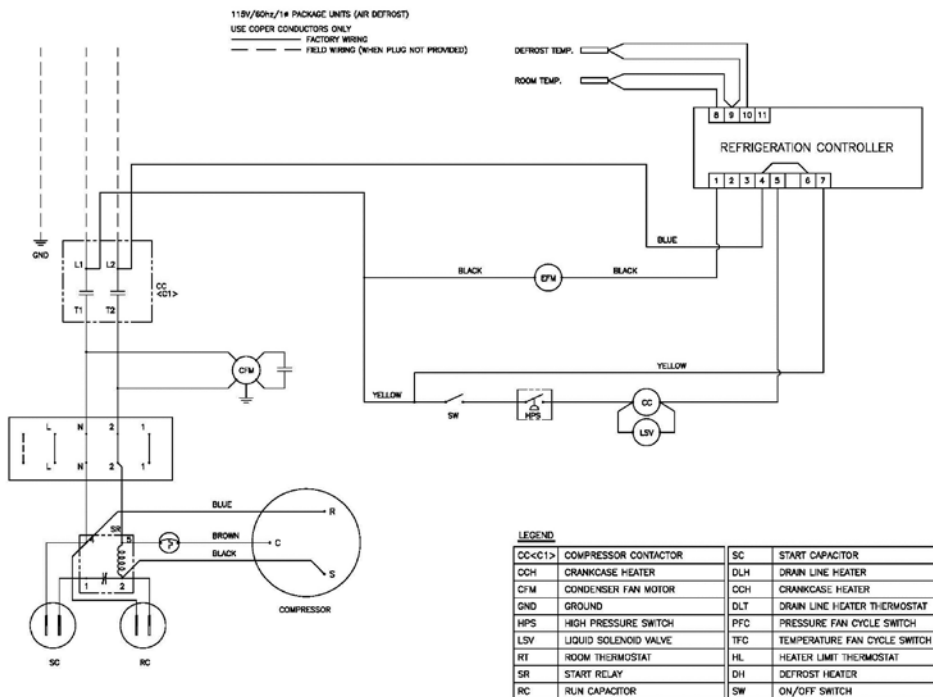 115V/60hz/1# PACKAGE UNITS (AIR DEFROST)
USE COPER CONDUCTORS ONLY
FACTORY WIRING
FIELD WIRING (WHEN PLUG NOT PROVIDED)
DEFROST TEMP.
ROOM TEMP.
8 9 10 11
REFRIGERATION CONTROLLER
1 2 3 4 5 6 7
BLUE
GND
L1 L2
BLACK EFM BLACK
CC
<C1>
T1 T2
YELLOW
CFM
YELLOW
SW
HPS
CC
LSV
L N 2 1
L N 2 1
BLUE
R
SR
5
BROWN
C
BLACK
S
1 2
COMPRESSOR
SC
RC
LEGEND
CC<C1> COMPRESSOR CONTACTOR SC START CAPACITOR
CCH CRANKCASE HEATER DLH DRAIN LINE HEATER
CFM CONDENSER FAN MOTOR CCH CRANKCASE HEATER
GND GROUND DLT DRAIN LINE HEATER THERMOSTAT
HPS HIGH PRESSURE SWITCH PFC PRESSURE FAN CYCLE SWITCH
LSV LIQUID SOLENOID VALVE TFC TEMPERATURE FAN CYCLE SWITCH
RT ROOM THERMOSTAT HL HEATER LIMIT THERMOSTAT
SR START RELAY DH DEFROST HEATER
RC RUN CAPACITOR SW ON/OFF SWITCH